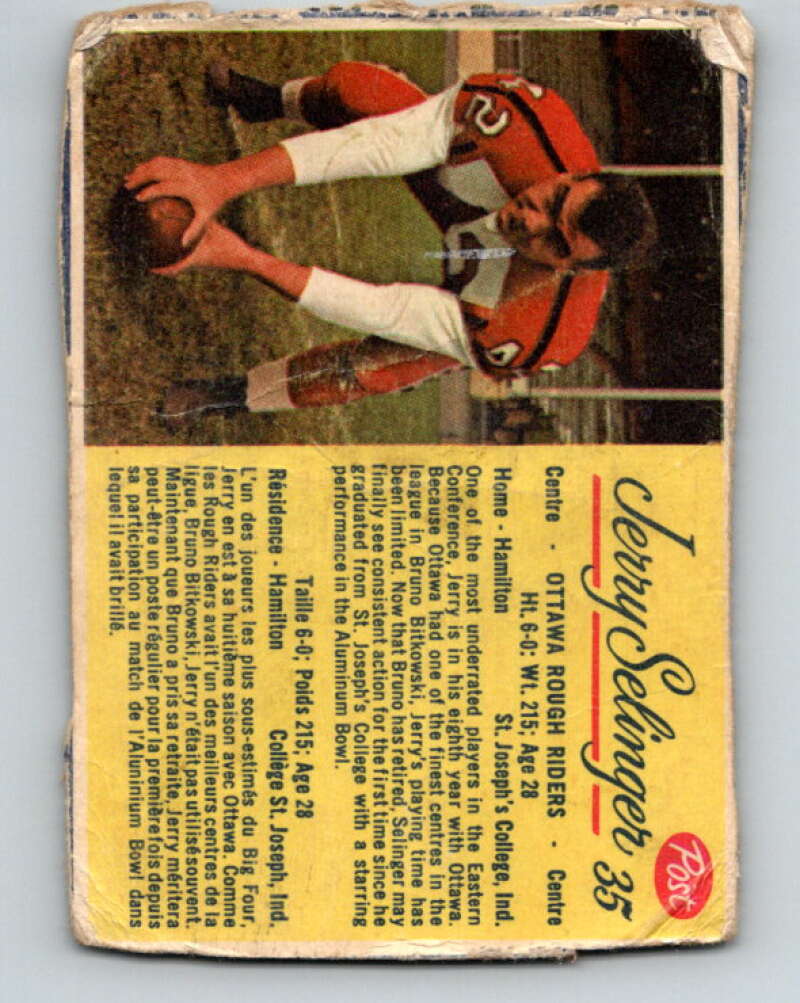 Jerry Selinger 35
Post
Centre - OTTAWA ROUGH RIDERS - Centre
Ht. 6-0; Wt. 215; Age 28
Home - Hamilton St. Joseph's College, Ind.
One of the most underrated players in the Eastern
Conference, Jerry is in his eighth year with Ottawa.
Because Ottawa had one of the finest centres in the
league in Bruno Bitkowski, Jerry's playing time has
been limited. Now that Bruno has retired, Selinger may
finally see consistent action for the first time since he
graduated from St. Joseph's College with a starring
performance in the Aluminum Bowl.
Taille 6-0; Poids 215; Age 28
Résidence - Hamilton Collège St. Joseph, Ind.
L'un des joueurs les plus sous-estimés du Big Four,
Jerry en est à sa huitième saison avec Ottawa. Comme
les Rough Riders avait l'un des meilleurs centres de la
ligue, Bruno Bitkowski, Jerry n'était pas utilisé souvent.
Maintenant que Bruno a pris sa retraite, Jerry méritera
peut-être un poste régulier pour la première fois depuis
sa participation au match de l'Aluminium Bowl dans
lequel il avait brillé.